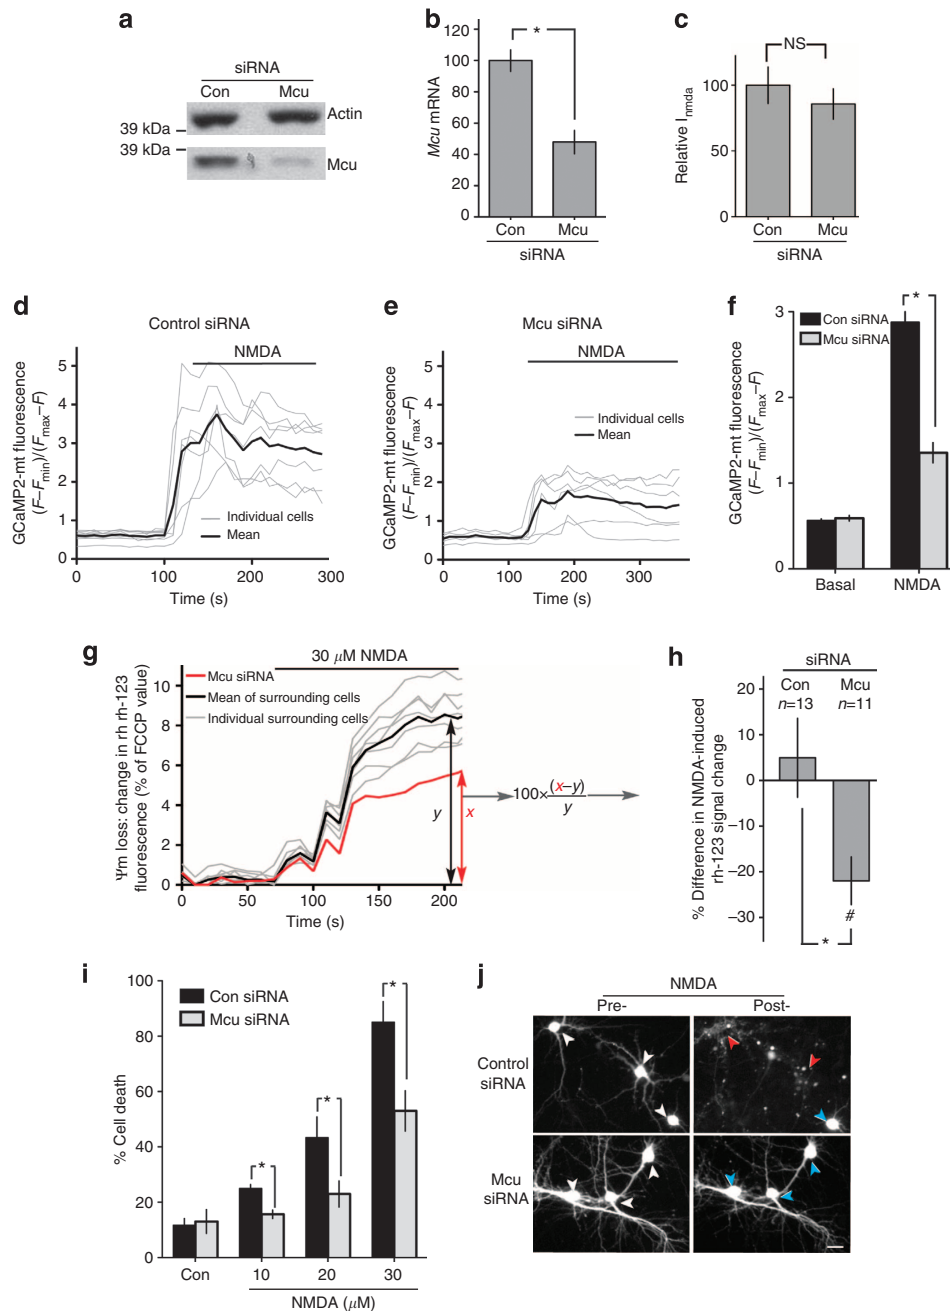 a
siRNA
Con Mcu
Actin
39 kDa
39 kDa
Mcu
b
Mcu mRNA
120
100
80
60
40
20
0
*
Con Mcu
siRNA
c
Relative Inmda
100
50
0
NS
Con Mcu
siRNA
d
Control siRNA
NMDA
GCaMP2-mt fluorescence
(F–Fmin)/(Fmax–F)
5
4
3
2
1
0
Individual cells
Mean
0 100 200 300
Time (s)
e
Mcu siRNA
NMDA
GCaMP2-mt fluorescence
(F–Fmin)/(Fmax–F)
5
4
3
2
1
0
Individual cells
Mean
0 100 200 300
Time (s)
f
GCaMP2-mt fluorescence
(F–Fmin)/(Fmax–F)
3
2
1
0
Con siRNA
Mcu siRNA
*
Basal NMDA
g
30 μM NMDA
Ψm loss: change in rh rh-123
fluorescence (% of FCCP value)
10
8
6
4
2
0
Mcu siRNA
Mean of surrounding cells
Individual surrounding cells
y x
100×(x–y)/y
0 50 100 150 200
Time (s)
h
siRNA
Con Mcu
n=13 n=11
% Difference in NMDA-induced
rh-123 signal change
20
10
0
–10
–20
–30
#
*
i
% Cell death
100
80
60
40
20
0
Con siRNA
Mcu siRNA
* * *
Con 10 20 30
NMDA (μM)
j
NMDA
Pre- Post-
Control
siRNA
Mcu
siRNA